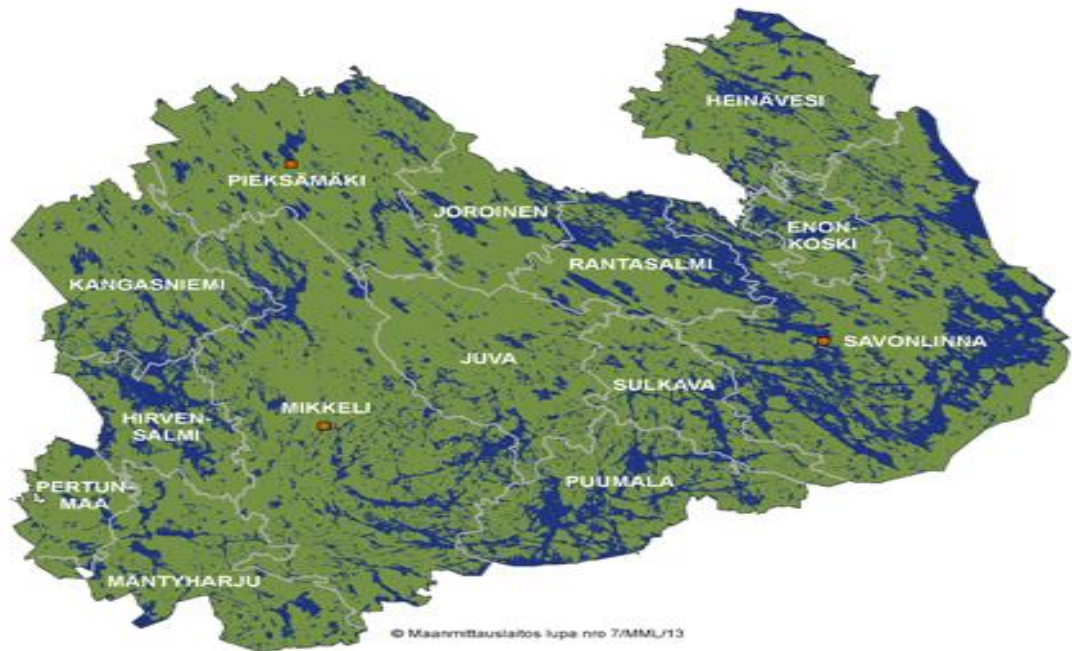 HEINÄVESI
PIEKSÄMÄKI
JOROINEN
ENON-
KOSKI
RANTASALMI
KANGASNIEMI
SAVONLINNA
JUVA
SULKAVA
MIKKELI
HIRVEN-
SALMI
PUUMALA
PERTUN-
MAA
MÄNTYHARJU
© Maanmittauslaitos lupa nro 7/MML/13